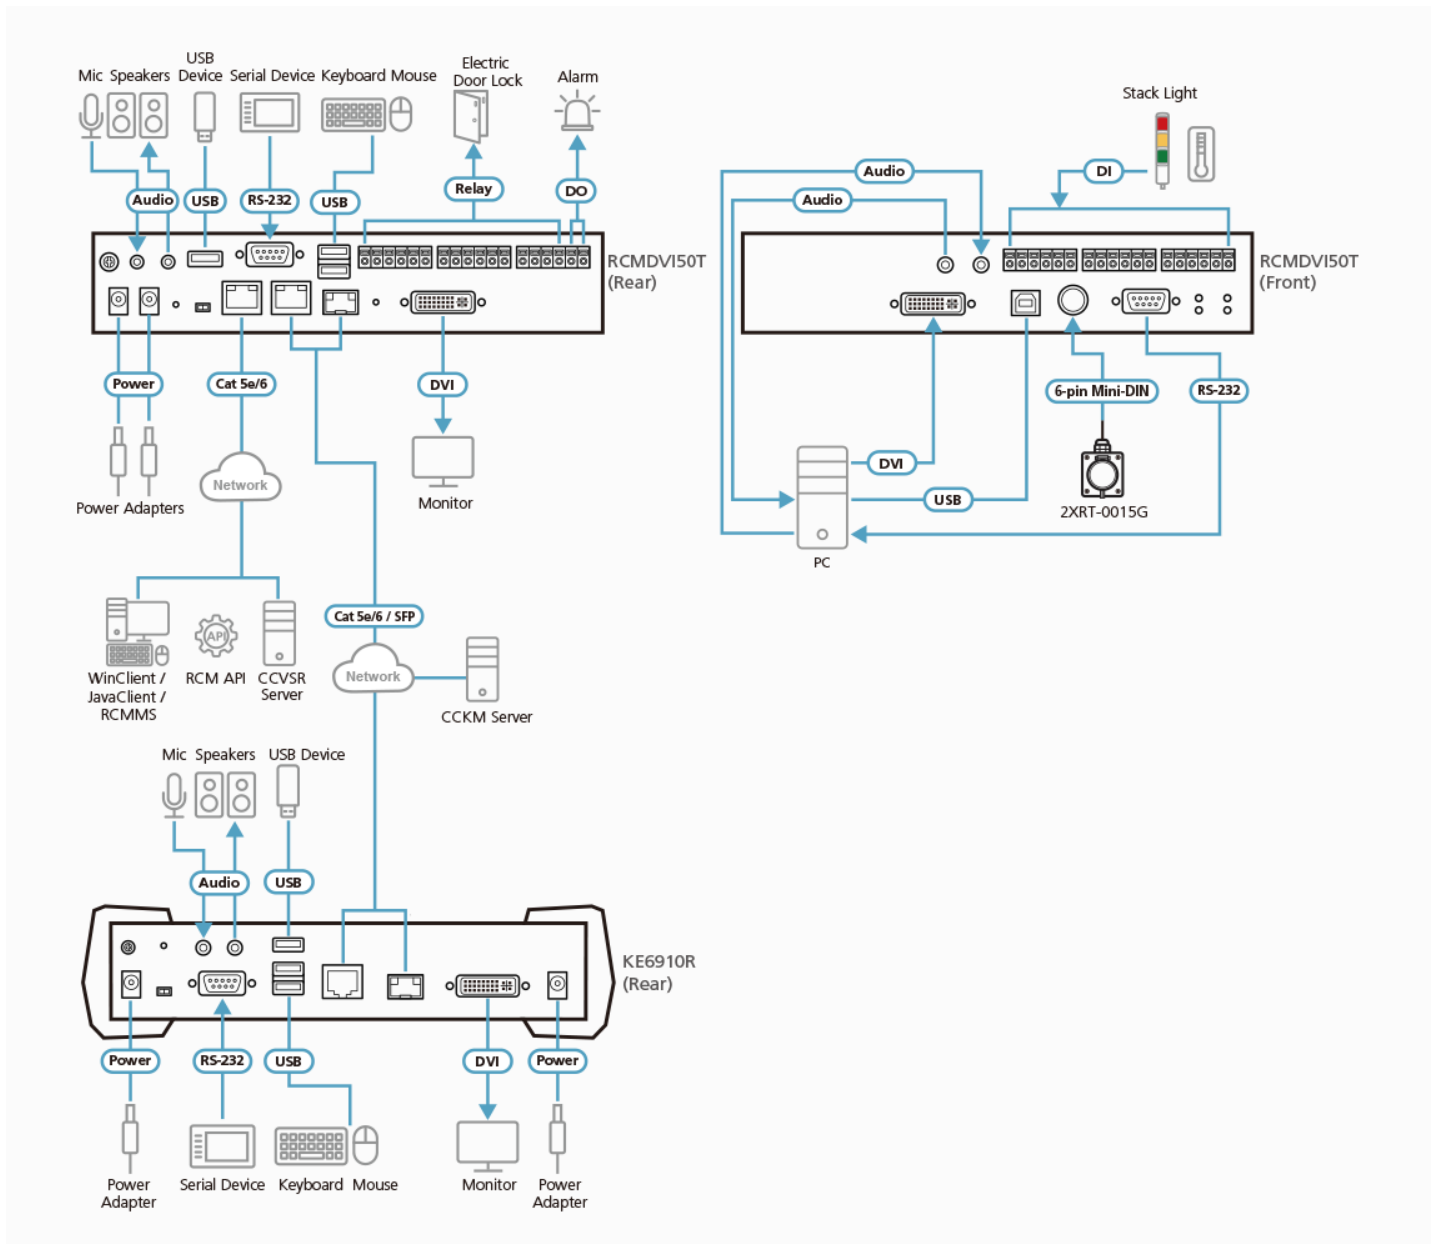 Mic Speakers
USB
Device
Serial Device
Keyboard Mouse
Electric
Door Lock
Alarm
Audio
USB
RS-232
USB
Relay
DO
RCMDVI50T
(Rear)
Power
Cat 5e/6
DVI
Network
Power Adapters
Monitor
Stack Light
Audio
DI
Audio
RCMDVI50T
(Front)
6-pin Mini-DIN
RS-232
DVI
USB
2XRT-0015G
PC
Cat 5e/6 / SFP
API
WinClient /
JavaClient /
RCMMS
RCM API
CCVSR
Server
Network
CCKM Server
Mic Speakers
USB Device
Audio
USB
KE6910R
(Rear)
Power
RS-232
USB
DVI
Power
Power
Adapter
Serial Device
Keyboard Mouse
Monitor
Power
Adapter